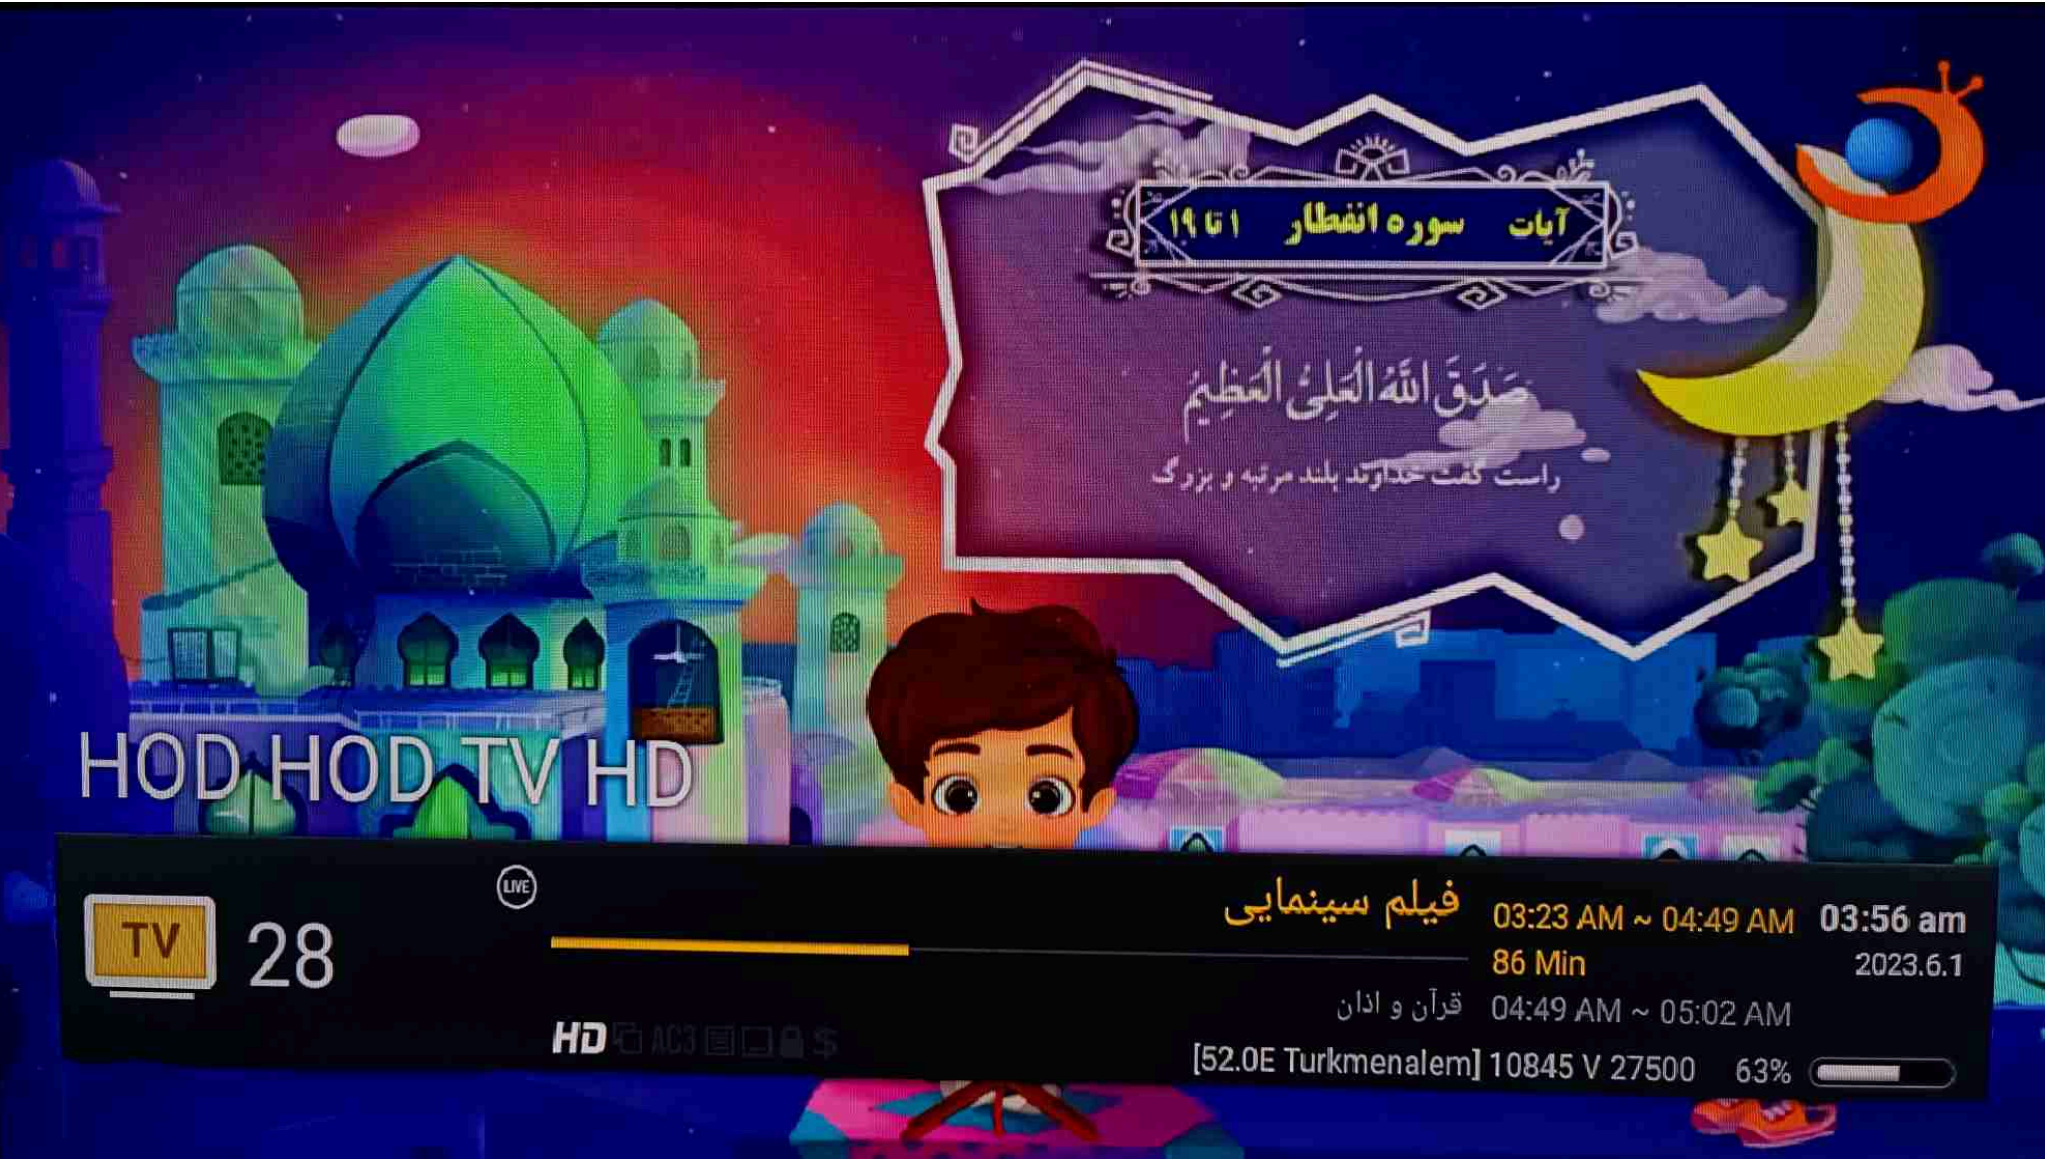 آیات سوره انفطار ۱ تا ۱۹
صَدَقَ اللَّهُ الْعَلِیُّ الْعَظِیمُ
راست گفت خداوند بلند مرتبه و بزرگ
HOD HOD TV HD
LIVE
TV 28
فیلم سینمایی 03:23 AM ~ 04:49 AM 03:56 am
86 Min 2023.6.1
قرآن و اذان 04:49 AM ~ 05:02 AM
HD AC3 $
[52.0E Turkmenalem] 10845 V 27500 63%